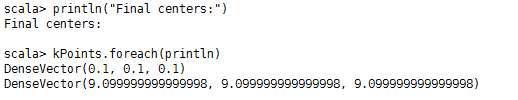 scala> println("Final centers:")
Final centers:
scala> kPoints.foreach(println)
DenseVector(0.1, 0.1, 0.1)
DenseVector(9.099999999999998, 9.099999999999998, 9.099999999999998)